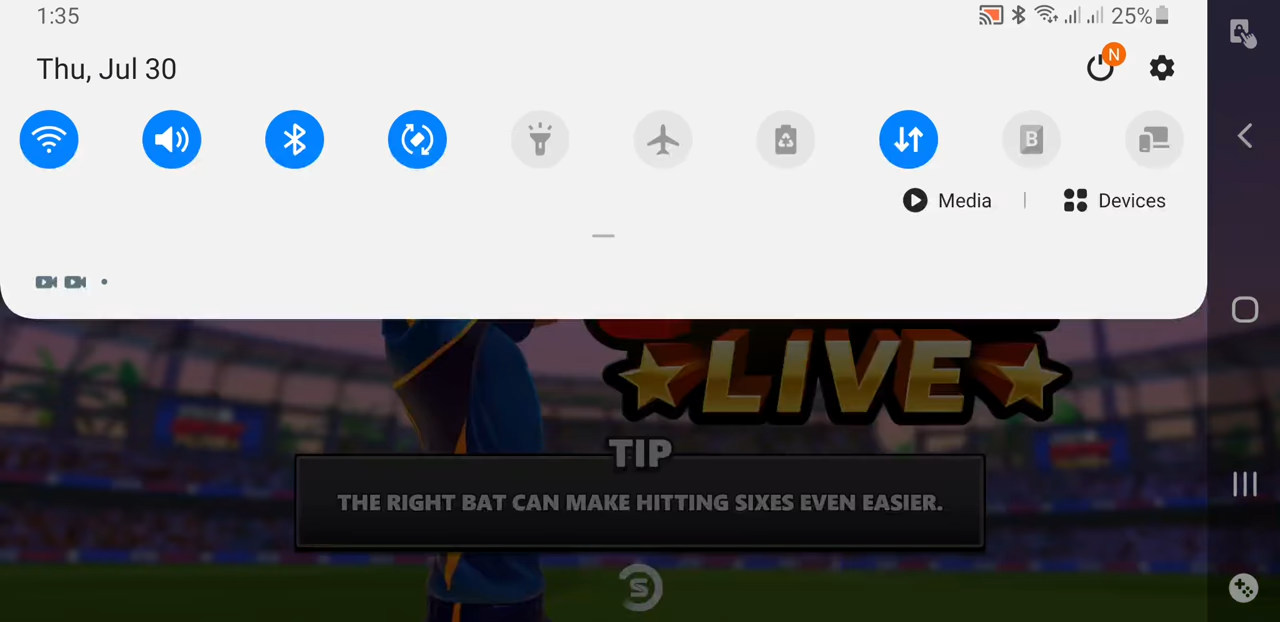 1:35
25%
Thu, Jul 30
N
B
Media | Devices
LIVE
TIP
THE RIGHT BAT CAN MAKE HITTING SIXES EVEN EASIER.
S